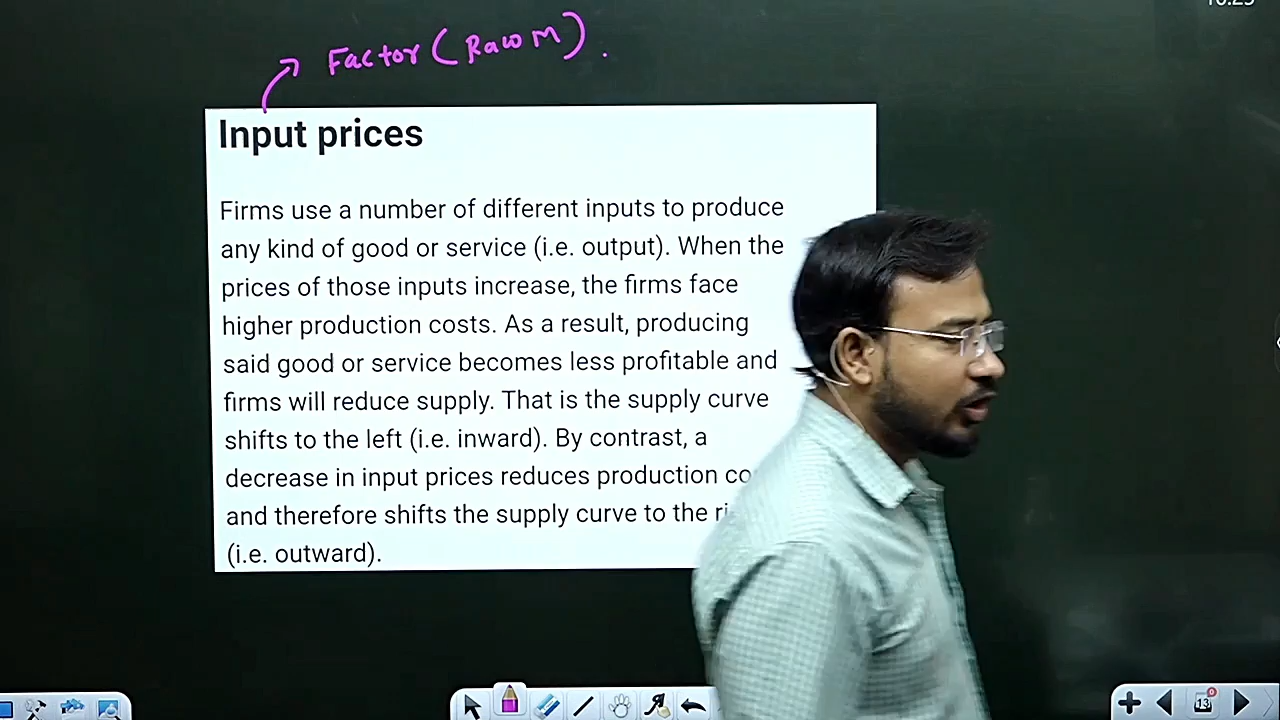 Factor (Raw M).
Input prices
Firms use a number of different inputs to produce
any kind of good or service (i.e. output). When the
prices of those inputs increase, the firms face
higher production costs. As a result, producing
said good or service becomes less profitable and
firms will reduce supply. That is the supply curve
shifts to the left (i.e. inward). By contrast, a
decrease in input prices reduces production
and therefore shifts the supply curve to the
(i.e. outward).
13